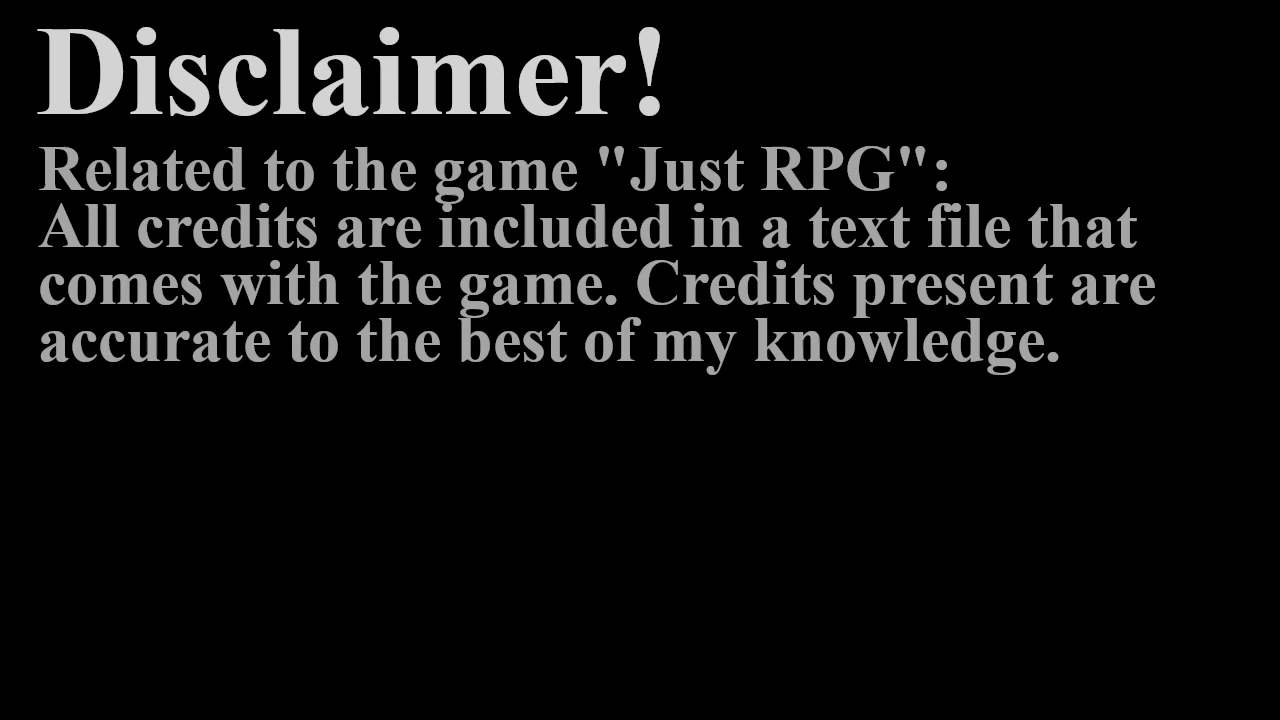 Disclaimer!
Related to the game "Just RPG":
All credits are included in a text file that
comes with the game. Credits present are
accurate to the best of my knowledge.